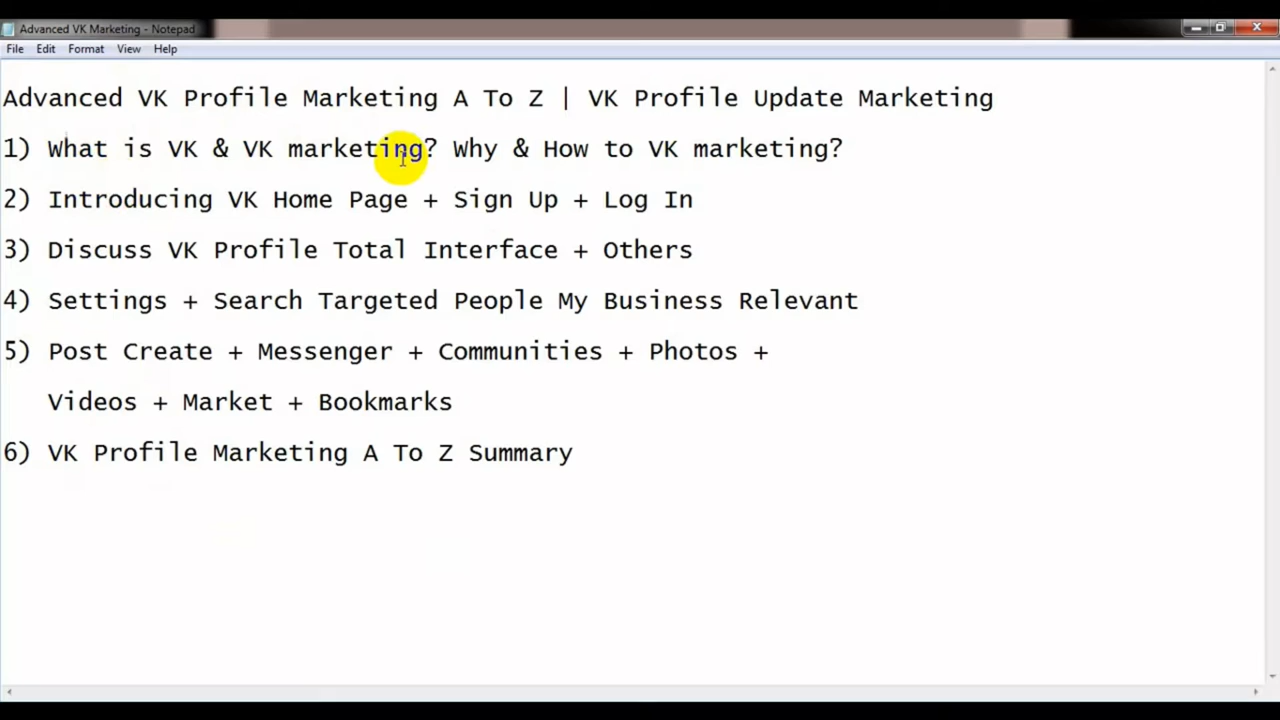 Advanced VK Marketing - Notepad
File Edit Format View Help
Advanced VK Profile Marketing A To Z | VK Profile Update Marketing
1) What is VK & VK marketing? Why & How to VK marketing?
2) Introducing VK Home Page + Sign Up + Log In
3) Discuss VK Profile Total Interface + Others
4) Settings + Search Targeted People My Business Relevant
5) Post Create + Messenger + Communities + Photos +
Videos + Market + Bookmarks
6) VK Profile Marketing A To Z Summary